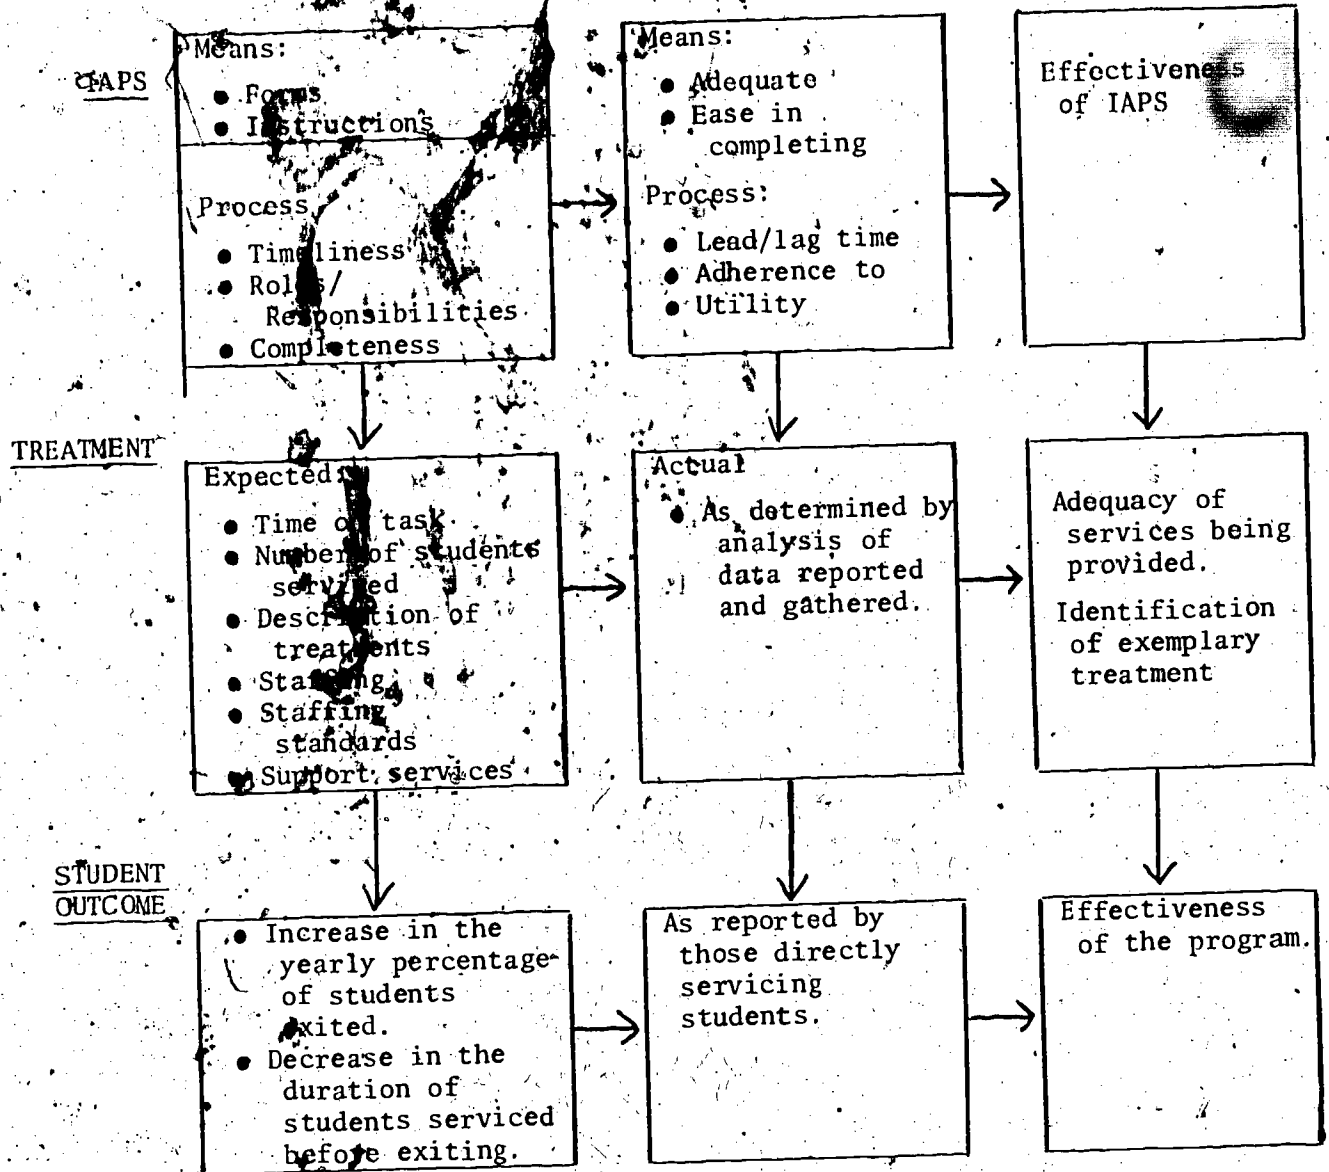 IAPS
Means:
● Forms
● Instructions
Process
● Timeliness
● Roles/
Responsibilities
● Completeness
Means:
● Adequate
● Ease in
completing
Process:
● Lead/lag time
● Adherence to
● Utility
Effectiveness
of IAPS
TREATMENT
Expected:
● Time on task
● Number of students
serviced
● Description of
treatments
● Staffing
● Staffing
standards
● Support services
Actual
● As determined by
analysis of
data reported
and gathered.
Adequacy of
services being
provided.
Identification
of exemplary
treatment
STUDENT
OUTCOME
● Increase in the
yearly percentage
of students
exited.
● Decrease in the
duration of
students serviced
before exiting.
As reported by
those directly
servicing
students.
Effectiveness
of the program.